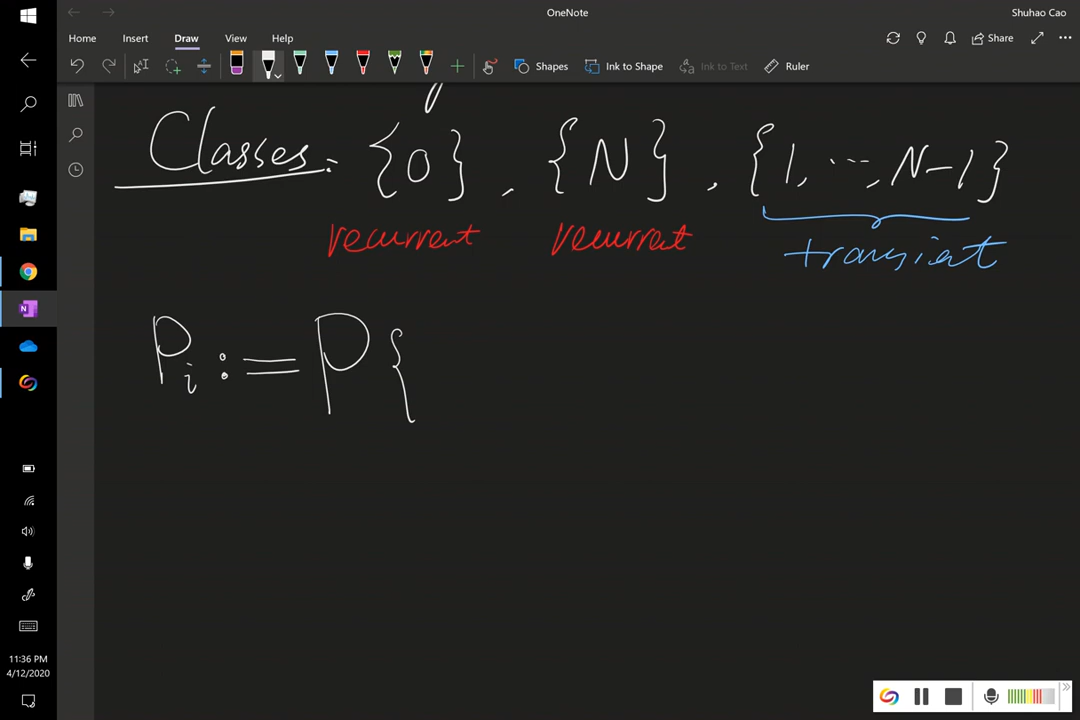 OneNote
Shuhao Cao
Home Insert Draw View Help
Shapes Ink to Shape Ink to Text Ruler Share
Classes: {0}, {N}, {1, ..., N-1}
recurrent recurrent transient
P_i := P{
11:36 PM
4/12/2020